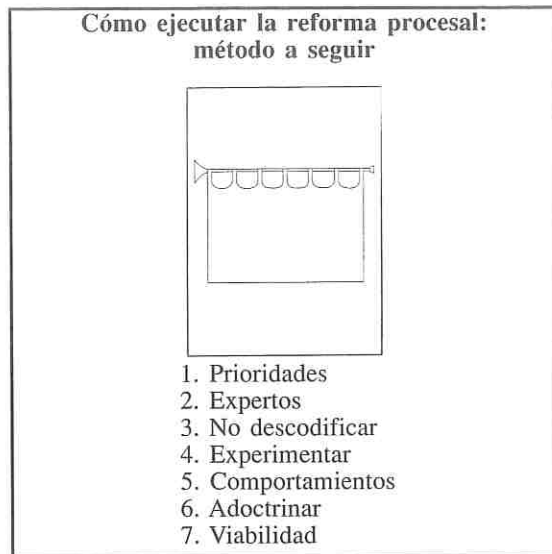 Cómo ejecutar la reforma procesal:
método a seguir
1. Prioridades
2. Expertos
3. No descodificar
4. Experimentar
5. Comportamientos
6. Adoctrinar
7. Viabilidad